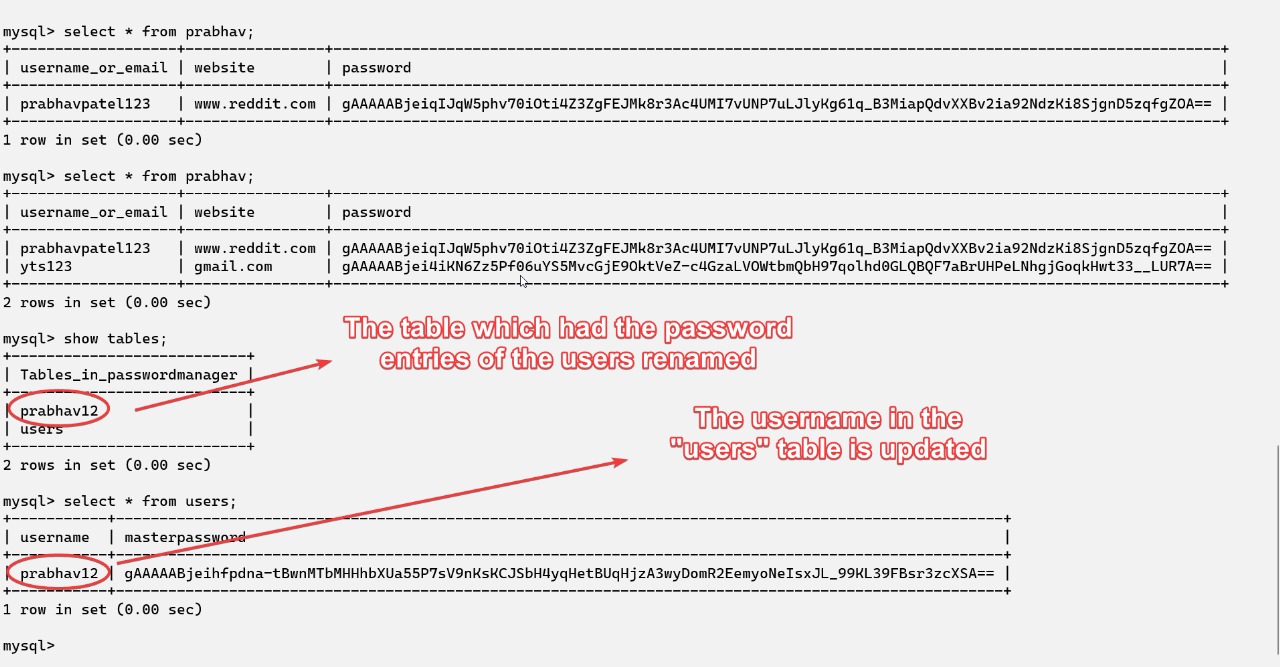 mysql> select * from prabhav;
+------------------+----------------+------------------------------------------------------------------------------------------------------+
| username_or_email | website | password |
| prabhavpatel123 | www.reddit.com | gAAAAABjeiqIJqW5phv70iOti4Z3ZgFEJMk8r3Ac4UMI7vUNP7uLJlyKg61q_B3MiapQdvXXBv2ia92NdzKi8SjgnD5zqfgZOA== |
1 row in set (0.00 sec)
mysql> select * from prabhav;
| username_or_email | website | password |
| prabhavpatel123 | www.reddit.com | gAAAAABjeiqIJqW5phv70iOti4Z3ZgFEJMk8r3Ac4UMI7vUNP7uLJlyKg61q_B3MiapQdvXXBv2ia92NdzKi8SjgnD5zqfgZOA== |
| yts123 | gmail.com | gAAAAABjei4iKN6Zz5Pf06uYS5MvcGjE9OktVeZ-c4GzaLVOWtbmQbH97qolhd0GLQBQF7aBrUHPeLNhgjGoqkHwt33__LUR7A== |
2 rows in set (0.00 sec)
The table which had the password
entries of the users renamed
mysql> show tables;
| Tables_in_passwordmanager |
| prabhav12 |
| users |
2 rows in set (0.00 sec)
The username in the
"users" table is updated
mysql> select * from users;
| username | masterpassword |
| prabhav12 | gAAAAABjeihfpdna-tBwnMTbMHHhbXUa55P7sV9nKsKCJSbH4yqHetBUqHjzA3wyDomR2EemyoNeIsxJL_99KL39FBsr3zcXSA== |
1 row in set (0.00 sec)
mysql>